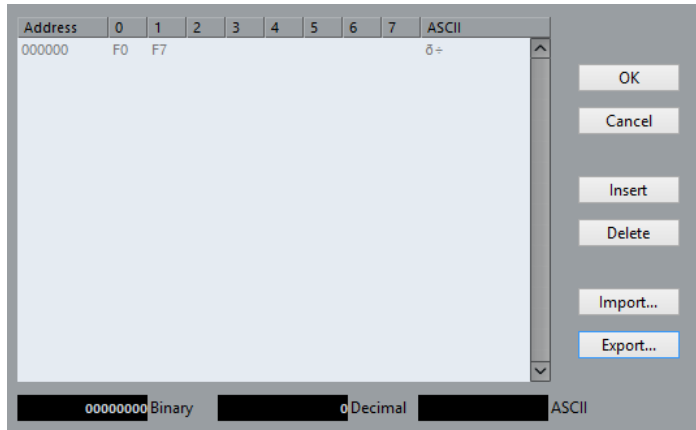 Address 0 1 2 3 4 5 6 7 ASCII
000000 F0 F7 ð÷
OK
Cancel
Insert
Delete
Import...
Export...
00000000 Binary 0 Decimal ASCII